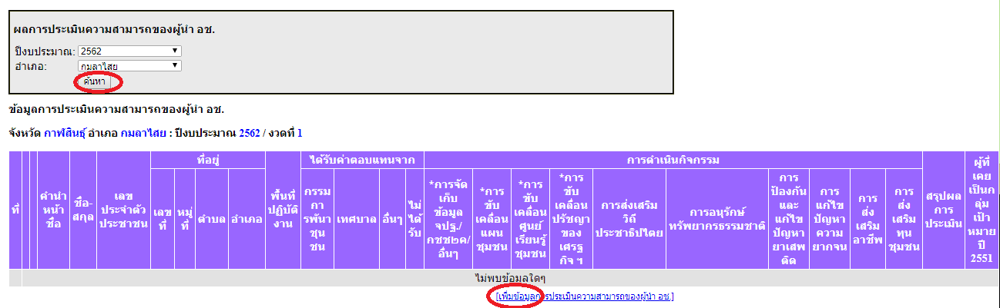 ผลการประเมินความสามารถของผู้นำ อช.
ปีงบประมาณ: 2562
อำเภอ: กมลาไสย
ค้นหา
ข้อมูลการประเมินความสามารถของผู้นำ อช.
จังหวัด กาฬสินธุ์ อำเภอ กมลาไสย : ปีงบประมาณ 2562 / งวดที่ 1
ที่
คำนำ
หน้า
ชื่อ
ชื่อ-
สกุล
เลข
ประจำตัว
ประชาชน
ที่อยู่
เลข
ที่
หมู่
ที่
ตำบล
อำเภอ
พื้นที่
ปฏิบัติ
งาน
ได้รับค่าตอบแทนจาก
กรรม
กา
รพัฒนา
ชุมชน
ชน
เทศบาล
อื่นๆ
ไม่
ได้
รับ
การดำเนินกิจกรรม
*การจัด
เก็บ
ข้อมูล
จปฐ./
กชช๒ค/
อื่นๆ
*การ
ขับ
เคลื่อน
แผน
ชุมชน
*การ
ขับ
เคลื่อน
ศูนย์
เรียนรู้
ชุมชน
*การ
ขับ
เคลื่อน
ปรัชญา
ของ
เศรฐ
กิจ ฯ
การส่งเสริม
วิถี
ประชาธิปไตย
การอนุรักษ์
ทรัพยากรธรรมชาติ
การ
ป้องกัน
และ
แก้ไข
ปัญหา
ยาเสพ
ติด
การ
แก้ไข
ปัญหา
ความ
ยากจน
การ
ส่ง
เสริม
อาชีพ
การ
ส่ง
เสริม
ทุน
ชุมชน
สรุปผล
การ
ประเมิน
ผู้ที่
เคย
เป็นก
ลุ่ม
เป้า
หมาย
ปี
2551
ไม่พบข้อมูลใดๆ
[เพิ่มข้อมูลการประเมินความสามารถของผู้นำ อช.]